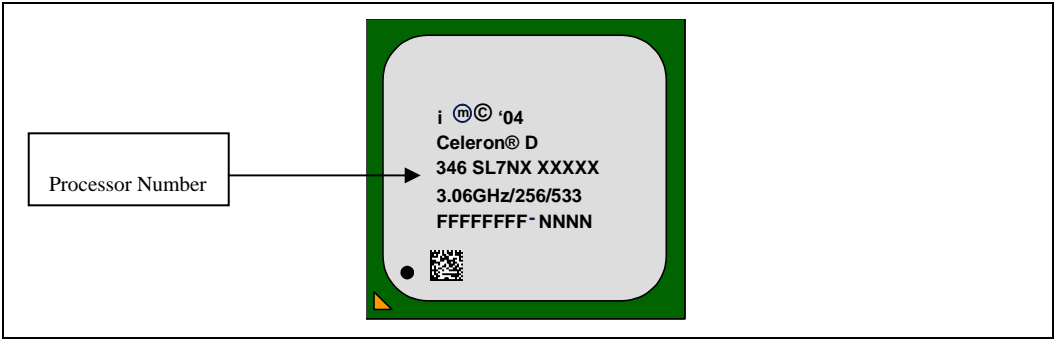 Processor Number
i ⓜ© ‘04
Celeron® D
346 SL7NX XXXXX
3.06GHz/256/533
FFFFFFFF-NNNN